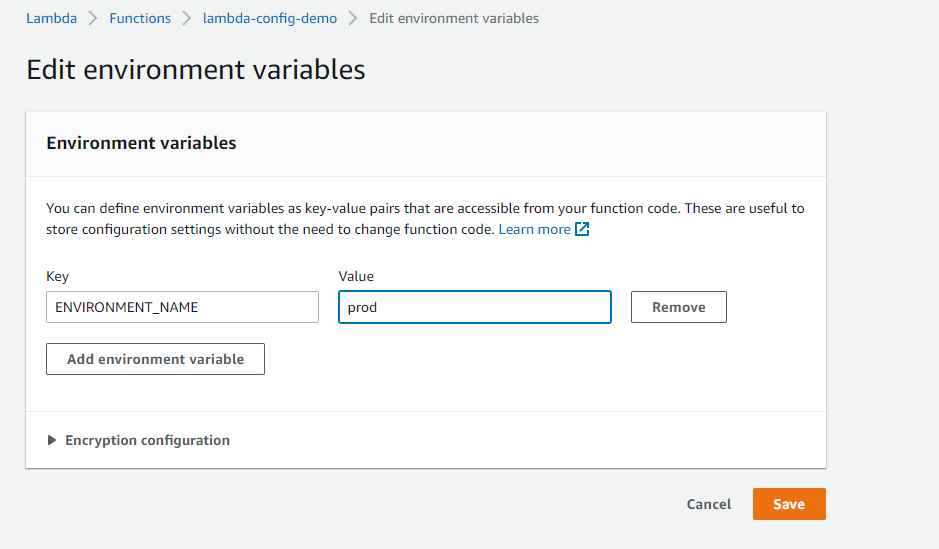 Lambda > Functions > lambda-config-demo > Edit environment variables
Edit environment variables
Environment variables
You can define environment variables as key-value pairs that are accessible from your function code. These are useful to
store configuration settings without the need to change function code. Learn more
Key Value
ENVIRONMENT_NAME prod Remove
Add environment variable
Encryption configuration
Cancel Save